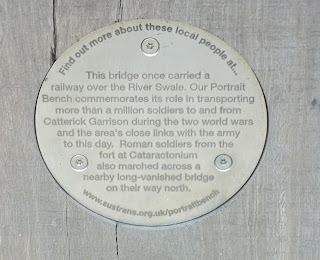 Find out more about these local people at...
This bridge once carried a
railway over the River Swale. Our Portrait
Bench commemorates its role in transporting
more than a million soldiers to and from
Catterick Garrison during the two world wars
and the area's close links with the army
to this day. Roman soldiers from the
fort at Cataractonium
also marched across a
nearby long-vanished bridge
on their way north.
www.sustrans.org.uk/portraitbench